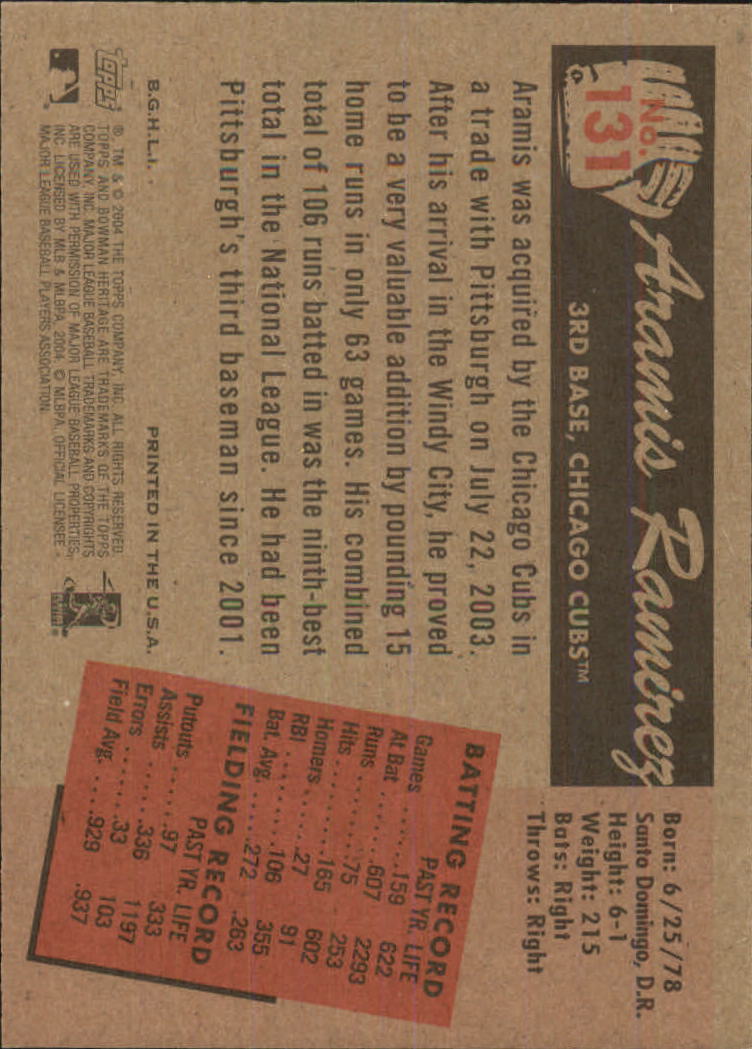 No.
131
Aramis Ramirez
3RD BASE, CHICAGO CUBS™
Born: 6/25/78
Santo Domingo, D.R.
Height: 6-1
Weight: 215
Bats: Right
Throws: Right
Aramis was acquired by the Chicago Cubs in
a trade with Pittsburgh on July 22, 2003.
After his arrival in the Windy City, he proved
to be a very valuable addition by pounding 15
home runs in only 63 games. His combined
total of 106 runs batted in was the ninth-best
total in the National League. He had been
Pittsburgh's third baseman since 2001.
BATTING RECORD
PAST YR. LIFE
Games ......159 622
At Bat .......607 2293
Runs ........75 253
Hits ........165 602
Homers .......27 91
RBI ........106 355
Bat. Avg. ....272 .263
FIELDING RECORD
PAST YR. LIFE
Putouts .....97 333
Assists .....336 1197
Errors .......33 103
Field Avg. ....929 .937
B.G.H.L.I.
PRINTED IN THE U.S.A.
TOPPS
® TM & © 2004 THE TOPPS COMPANY, INC. ALL RIGHTS RESERVED.
TOPPS AND BOWMAN HERITAGE ARE TRADEMARKS OF THE TOPPS
COMPANY, INC. MAJOR LEAGUE BASEBALL TRADEMARKS AND COPYRIGHTS
ARE USED WITH PERMISSION OF MAJOR LEAGUE BASEBALL PROPERTIES,
INC. LICENSED BY MLB & MLBPA 2004. © MLBPA, OFFICIAL LICENSEE -
MAJOR LEAGUE BASEBALL PLAYERS ASSOCIATION.